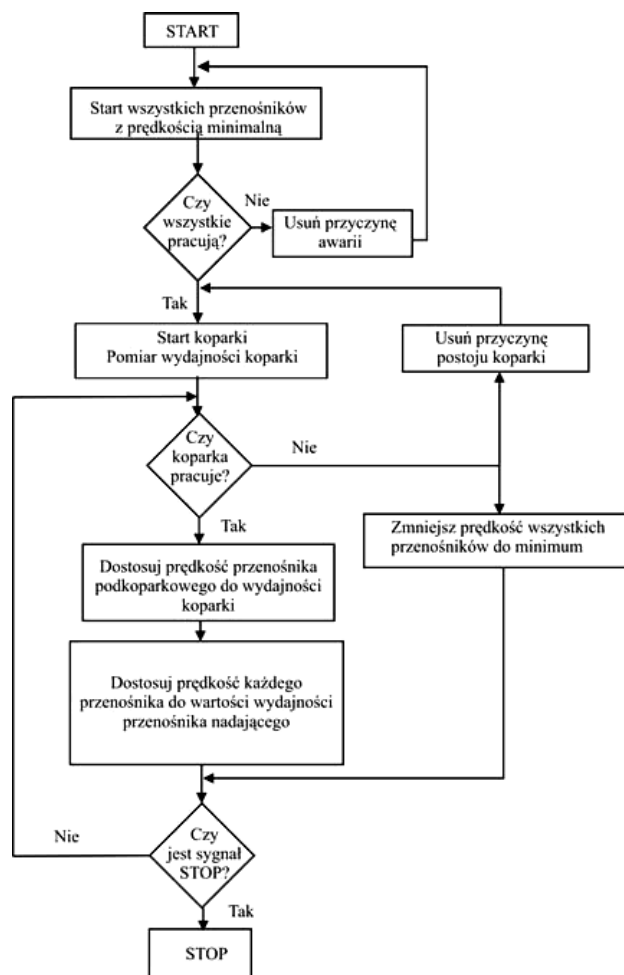 START
Start wszystkich przenośników
z prędkością minimalną
Czy
wszystkie
pracują?
Nie
Usuń przyczynę
awarii
Tak
Start koparki
Pomiar wydajności koparki
Usuń przyczynę
postoju koparki
Czy
koparka
pracuje?
Nie
Tak
Zmniejsz prędkość wszystkich
przenośników do minimum
Dostosuj prędkość przenośnika
podkoparkowego do wydajności
koparki
Dostosuj prędkość każdego
przenośnika do wartości wydajności
przenośnika nadającego
Czy
jest sygnał
STOP?
Nie
Tak
STOP